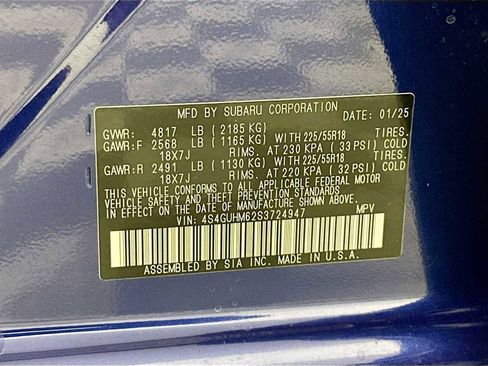 MFD BY SUBARU CORPORATION DATE: 01/25
GVWR: 4817 LB (2185 KG)
GAWR:F 2568 LB (1165 KG) WITH 225/55R18 TIRES.
18X7J RIMS. AT 230 KPA (33 PSI) COLD
GAWR:R 2491 LB (1130 KG) WITH 225/55R18 TIRES.
18X7J RIMS. AT 220 KPA (32 PSI) COLD
THIS VEHICLE CONFORMS TO ALL APPLICABLE FEDERAL MOTOR
VEHICLE SAFETY AND THEFT PREVENTION STANDARDS
IN EFFECT ON THE DATE OF MANUFACTURE SHOWN ABOVE.
VIN: 4S4GUHM62S3724947 MPV
ASSEMBLED BY SIA INC. MADE IN U.S.A.